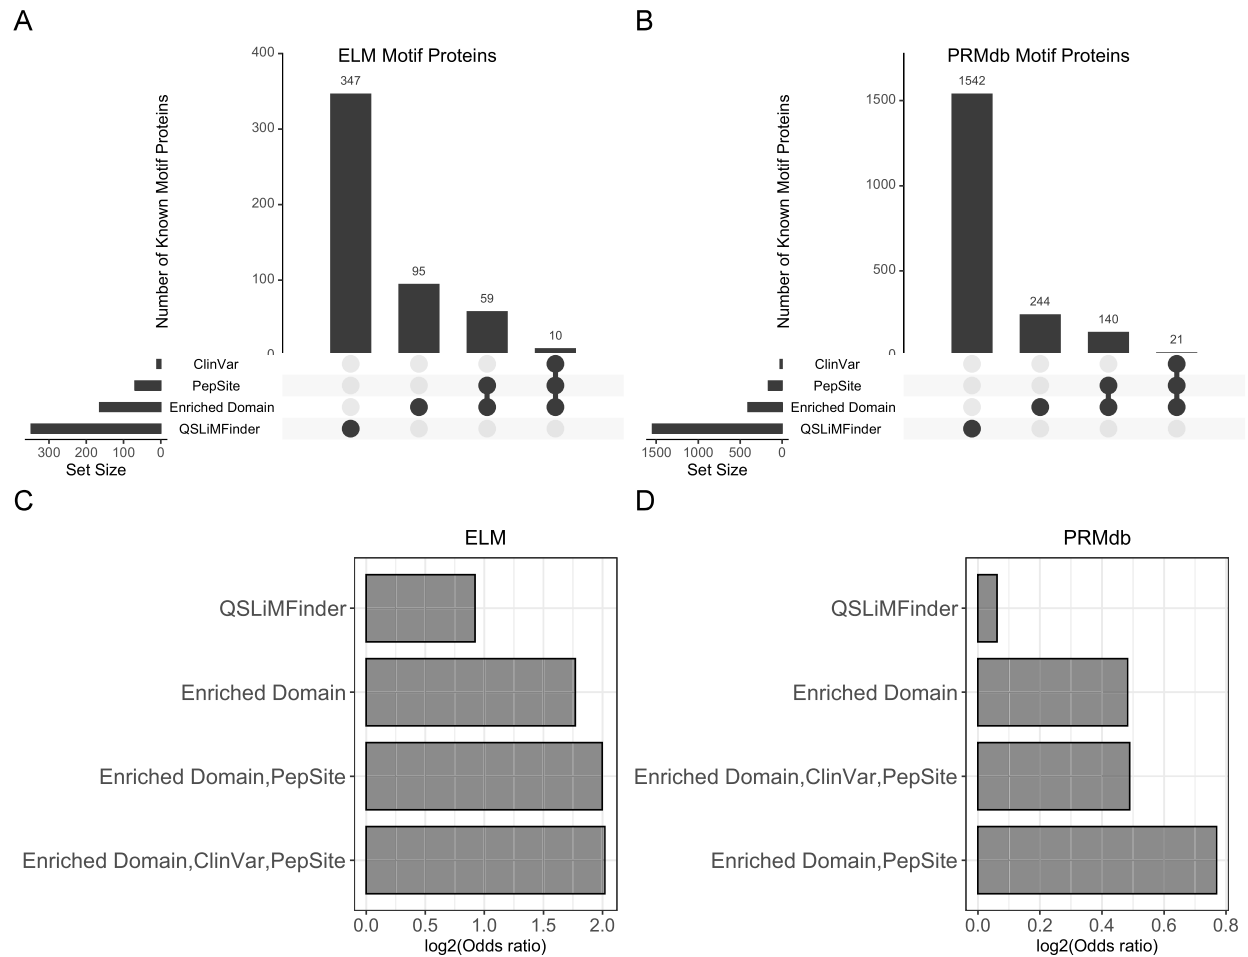 A
ELM Motif Proteins
Number of Known Motif Proteins
400
300
200
100
0
347
95
59
10
ClinVar
PepSite
Enriched Domain
QSLiMFinder
300 200 100 0
Set Size
B
PRMdb Motif Proteins
Number of Known Motif Proteins
1500
1000
500
0
1542
244
140
21
ClinVar
PepSite
Enriched Domain
QSLiMFinder
1500 1000 500 0
Set Size
C
ELM
QSLiMFinder
Enriched Domain
Enriched Domain,PepSite
Enriched Domain,ClinVar,PepSite
0.0 0.5 1.0 1.5 2.0
log2(Odds ratio)
D
PRMdb
QSLiMFinder
Enriched Domain
Enriched Domain,ClinVar,PepSite
Enriched Domain,PepSite
0.0 0.2 0.4 0.6 0.8
log2(Odds ratio)